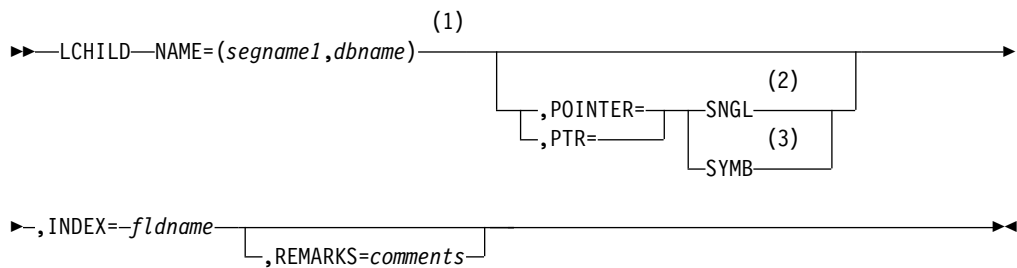 (1)
LCHILD NAME=(segname1,dbname)
(2)
,POINTER= SNGL
,PTR= (3)
SYMB
,INDEX= fldname
,REMARKS=comments